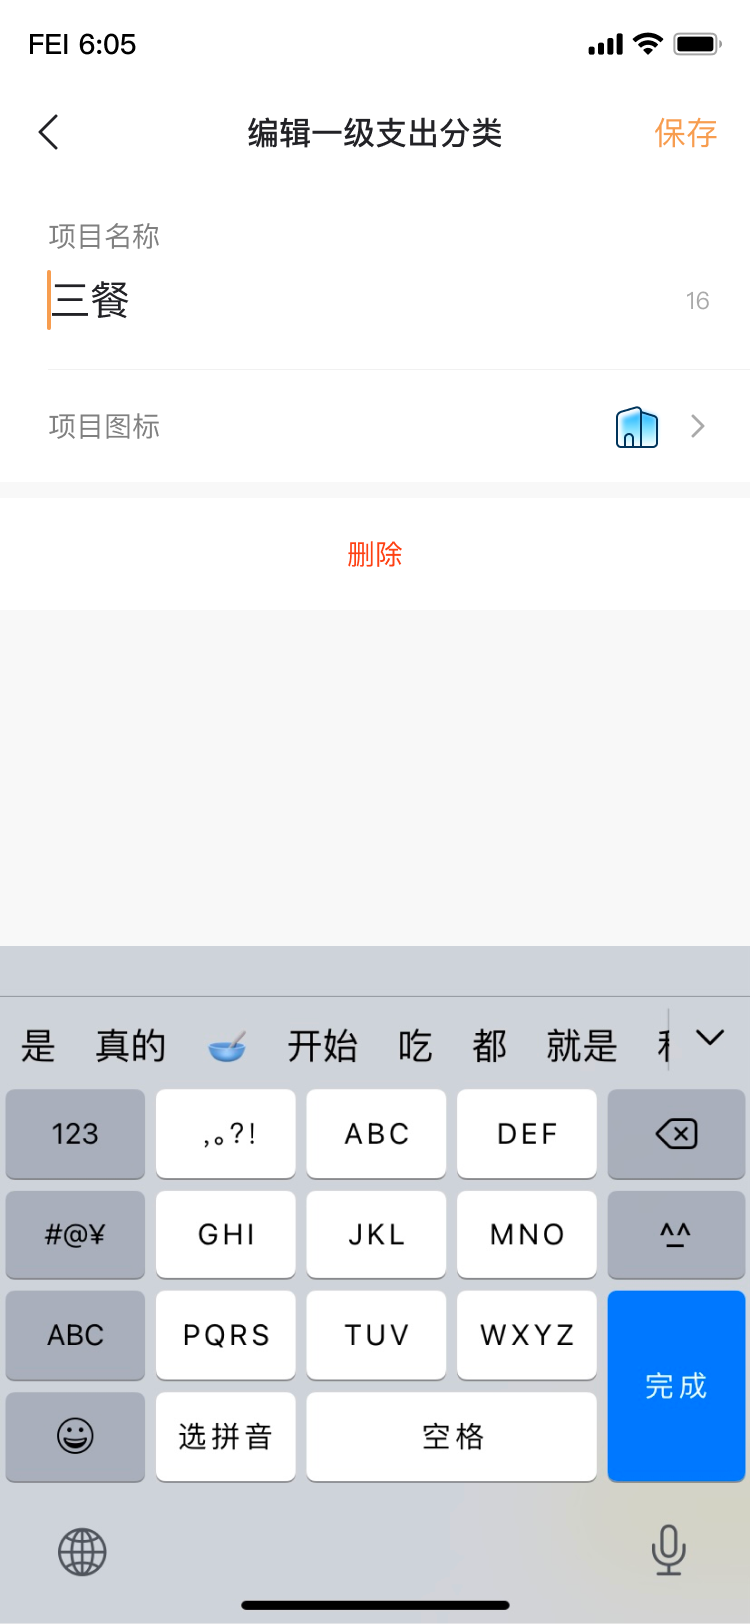 FEI 6:05
编辑一级支出分类
保存
项目名称
三餐
16
项目图标
删除
是 真的 开始 吃 都 就是
123 ,。?! ABC DEF
#@¥ GHI JKL MNO ^^
ABC PQRS TUV WXYZ
完成
选拼音 空格